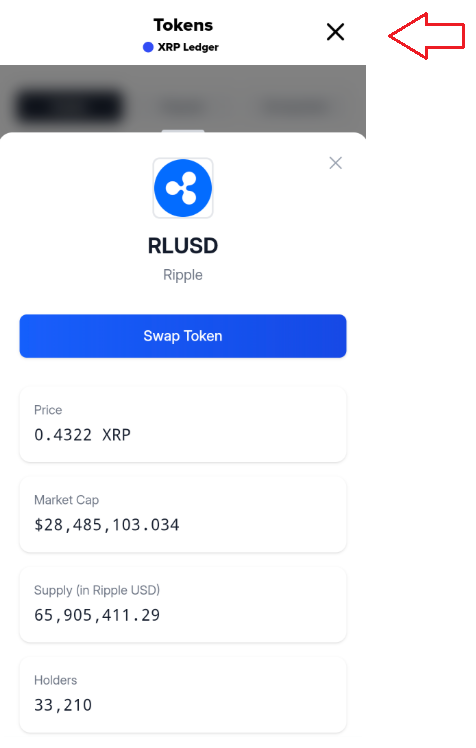 Tokens
XRP Ledger
RLUSD
Ripple
Swap Token
Price
0.4322 XRP
Market Cap
$28,485,103.034
Supply (in Ripple USD)
65,905,411.29
Holders
33,210